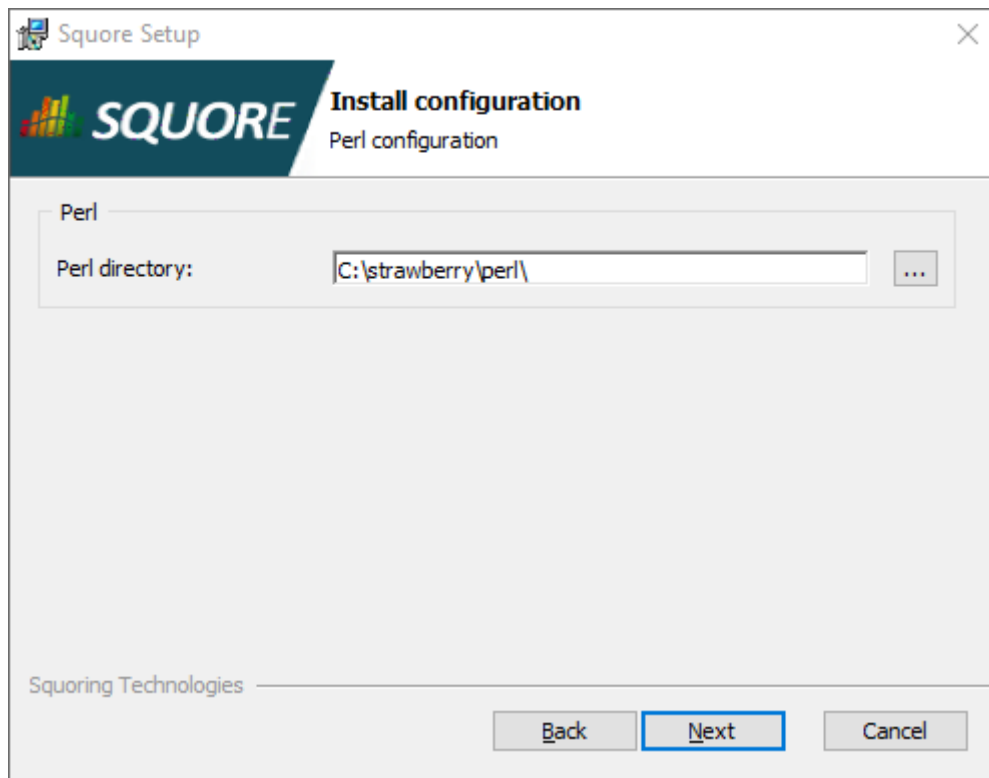 Squore Setup
SQUORE
Install configuration
Perl configuration
Perl
Perl directory:
C:\strawberry\perl\
...
Squoring Technologies
Back
Next
Cancel